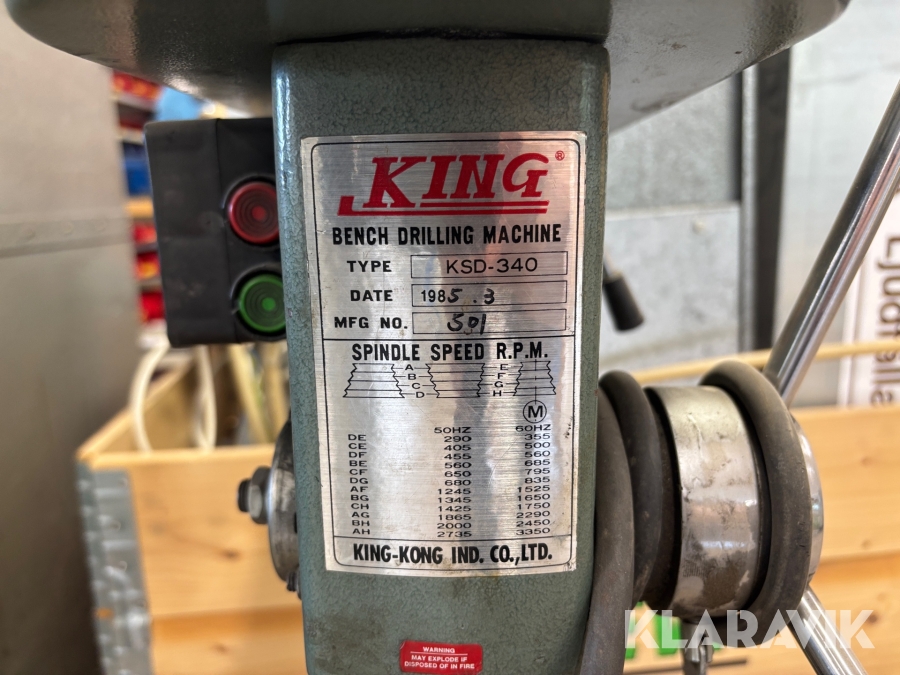 KING®
BENCH DRILLING MACHINE
TYPE KSD-340
DATE 1985.3
MFG NO. 501
SPINDLE SPEED R.P.M.
A E
B F
C G
D H
M
50HZ 60HZ
DE 290 355
CE 405 500
DF 455 560
BE 560 685
CF 650 795
DG 680 835
AF 1245 1525
BG 1345 1650
CH 1425 1750
AG 1865 2290
BH 2000 2450
AH 2735 3350
KING-KONG IND. CO.,LTD.
WARNING
MAY EXPLODE IF
DISPOSED OF IN FIRE
KLARAVIK